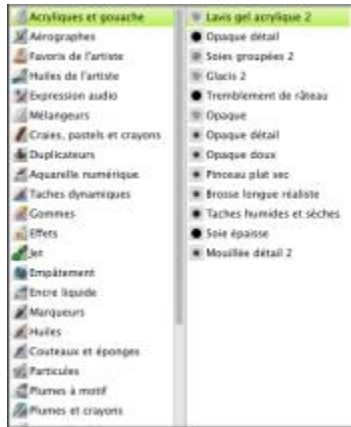 Acryliques et gouache
Aérographes
Favoris de l'artiste
Huiles de l'artiste
Expression audio
Mélangeurs
Craies, pastels et crayons
Duplicateurs
Aquarelle numérique
Taches dynamiques
Gommes
Effets
Jet
Empâtement
Encre liquide
Marqueurs
Huiles
Couteaux et éponges
Particules
Plumes à motif
Plumes et crayons
Lavis gel acrylique 2
Opaque détail
Soies groupées 2
Glacis 2
Tremblement de râteau
Opaque
Opaque détail
Opaque doux
Pinceau plat sec
Brosse longue réaliste
Taches humides et sèches
Soie épaisse
Mouillée détail 2